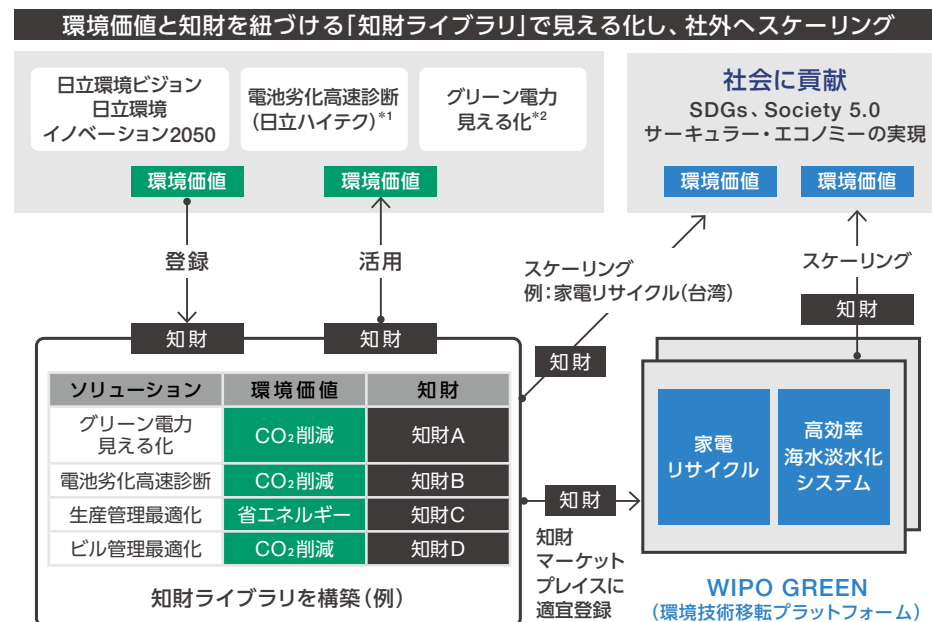 環境価値と知財を紐づける「知財ライブラリ」で見える化し、社外へスケーリング
日立環境ビジョン
日立環境
イノベーション2050
電池劣化高速診断
（日立ハイテク）*1
グリーン電力
見える化*2
環境価値
環境価値
社会に貢献
SDGs、Society 5.0
サーキュラー・エコノミーの実現
環境価値
環境価値
登録
活用
スケーリング
例：家電リサイクル（台湾）
スケーリング
知財
知財
知財
知財
ソリューション 環境価値 知財
グリーン電力
見える化
CO₂削減 知財A
電池劣化高速診断 CO₂削減 知財B
生産管理最適化 省エネルギー 知財C
ビル管理最適化 CO₂削減 知財D
知財ライブラリを構築（例）
知財
知財
マーケット
プレイスに
適宜登録
家電
リサイクル
高効率
海水淡水化
システム
WIPO GREEN
（環境技術移転プラットフォーム）